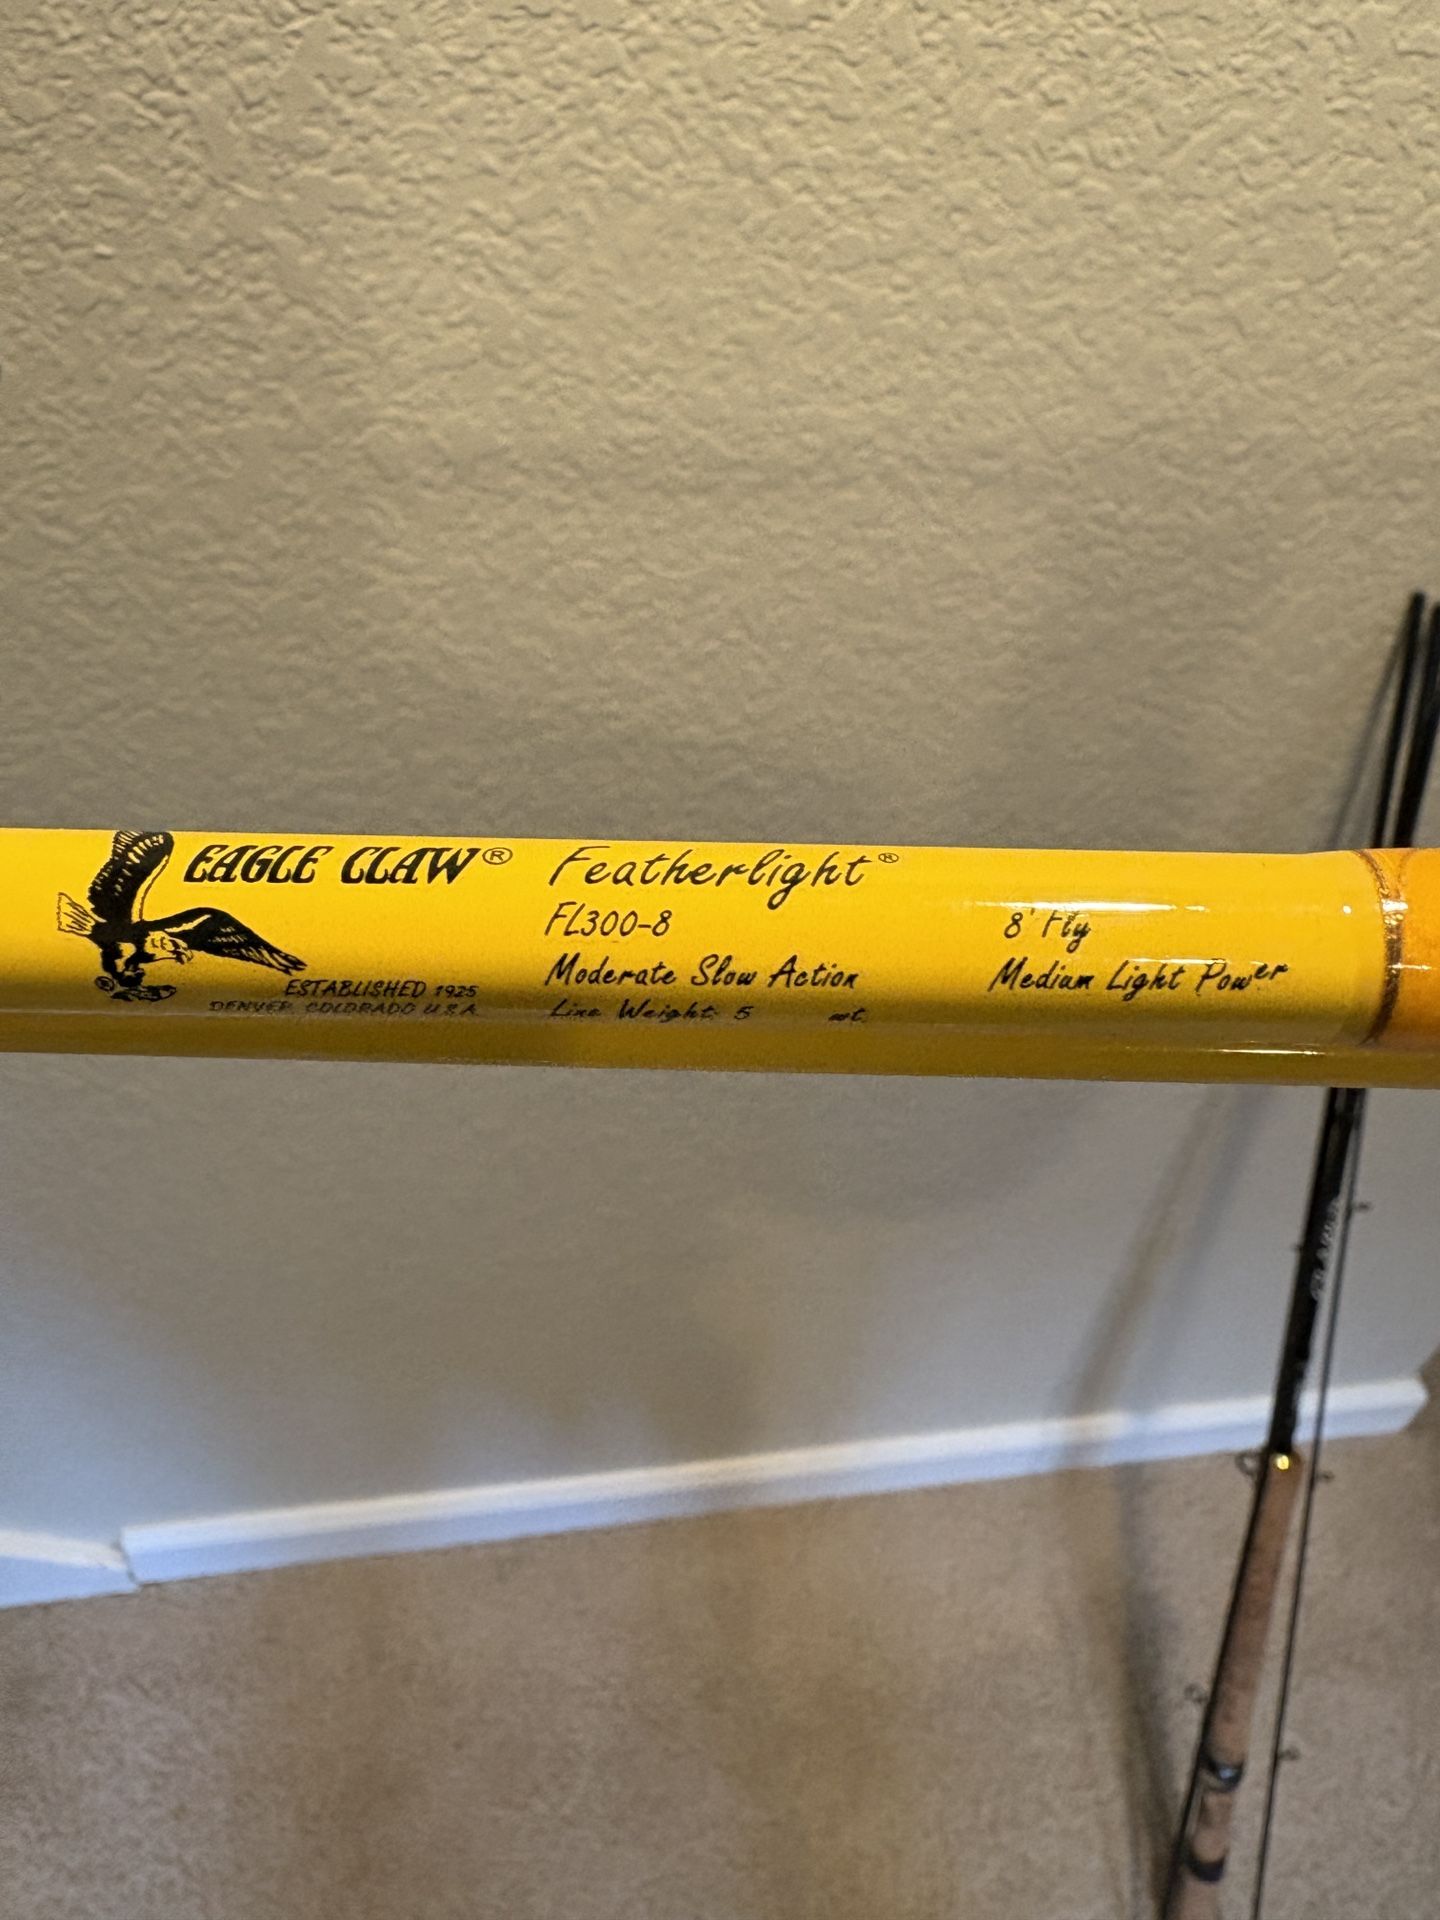 EAGLE CLAW® Featherlight®
FL300-8 8' Fly
Moderate Slow Action Medium Light Power
ESTABLISHED 1925
DENVER, COLORADO U.S.A.
Line Weight: 5 wt.
®